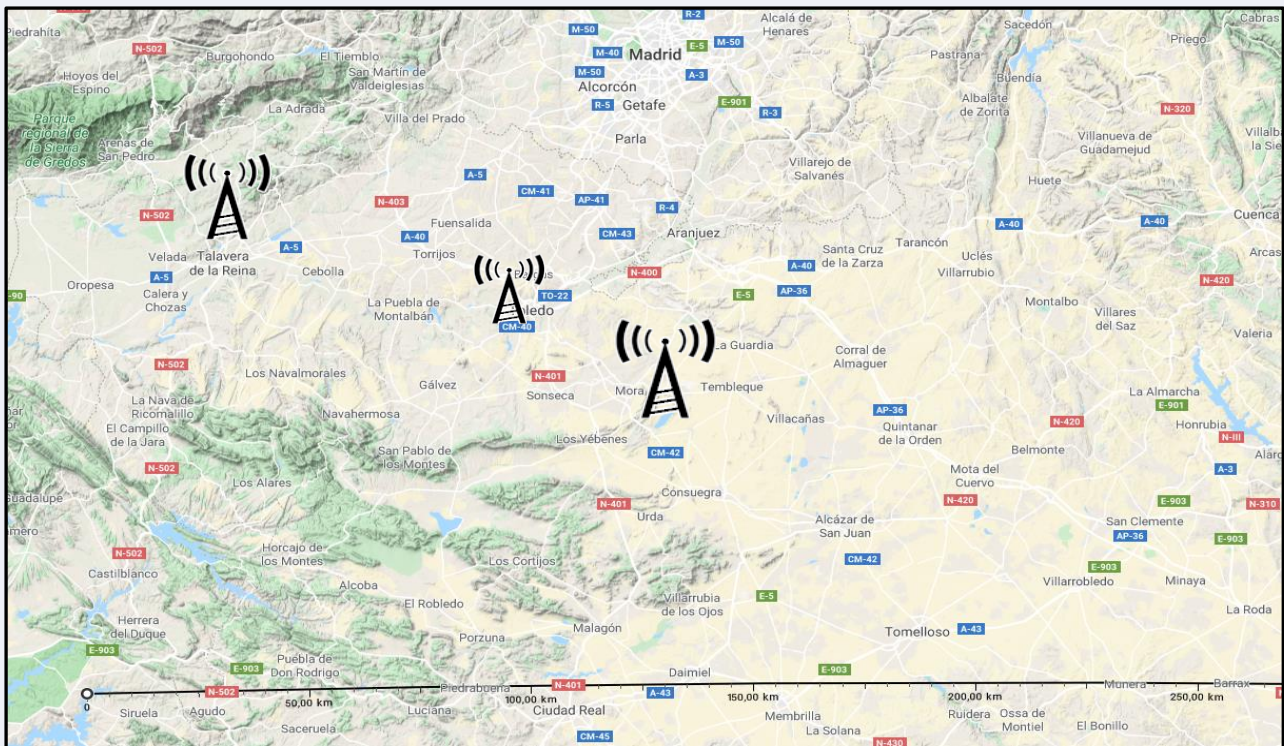 R-2
Piedrahíta
N-502
M-50
Alcalá de
Henares
Sacedón
Cabras
Priego
Burgohondo
El Tiemblo
M-40
Madrid
E-5
M-50
Pastrana
Hoyos del
Espino
San Martín de
Valdeiglesias
M-50
A-3
Buendía
Alcorcón
La Adrada
Villa del Prado
R-5
Getafe
E-901
R-3
Albalate
de Zorita
N-320
Parque
regional de
la Sierra
de Gredos
Arenas de
San Pedro
Parla
Villanueva de
Guadamejud
Villarejo de
Salvanés
Huete
A-5
CM-41
AP-41
N-403
R-4
N-502
Fuensalida
A-40
A-40
Cuenca
A-5
A-40
CM-43
Aranjuez
Tarancón
Velada
Talavera
de la Reina
Torrijos
Santa Cruz
de la Zarza
Uclés
Villarrubio
Cebolla
A-40
N-420
Oropesa
A-5
Calera y
Chozas
N-400
TO-22
E-5
AP-36
La Puebla de
Montalbán
CM-40
Montalbo
Villares
del Saz
Valeria
La Guardia
Corral de
Almaguer
N-502
Los Navalmorales
Gálvez
N-401
Sonseca
Mora
Tembleque
La Almarcha
La Nava de
Ricomalillo
El Campillo
de la Jara
Navahermosa
Villacañas
AP-36
E-901
Honrubia
Quintanar
de la Orden
N-420
N-III
San Pablo de
los Montes
Los Yébenes
CM-42
Belmonte
N-502
Los Alares
Mota del
Cuervo
A-3
Guadalupe
Consuegra
N-401
Urda
N-420
E-903
N-310
Alcázar de
San Juan
San Clemente
AP-36
E-903
N-502
Horcajo de
los Montes
Los Cortijos
CM-42
Castilblanco
Alcoba
E-903
Villarrobledo
Minaya
El Robledo
Villarrubia
de los Ojos
E-5
La Roda
Herrera
del Duque
Porzuna
Malagón
Tomelloso
A-43
E-903
E-903
Puebla de
Don Rodrigo
Daimiel
E-903
N-502
Piedrabuena
N-401
A-43
Munera
Barrax
0
50,00 km
100,00 km
150,00 km
200,00 km
250,00 km
Siruela
Agudo
Luciana
Ciudad Real
Membrilla
Ruidera
Ossa de
Montiel
El Bonillo
Saceruela
CM-45
La Solana
N-430